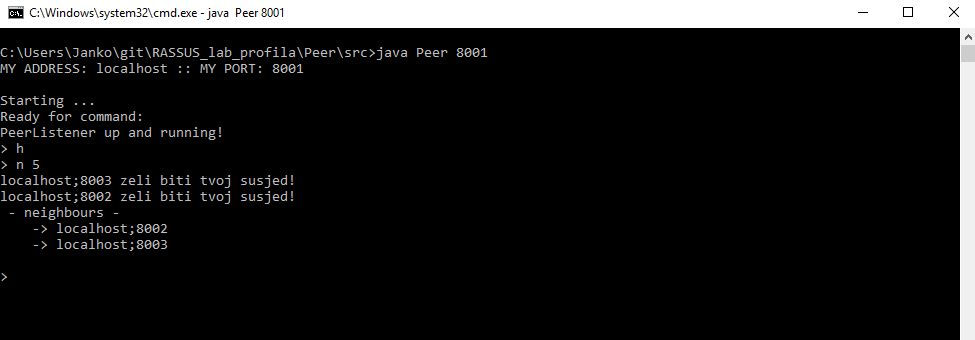 C:\Windows\system32\cmd.exe - java  Peer 8001
C:\Users\Janko\git\RASSUS_lab_profila\Peer\src>java Peer 8001
MY ADDRESS: localhost :: MY PORT: 8001
Starting ...
Ready for command:
PeerListener up and running!
> h
> n 5
localhost;8003 zeli biti tvoj susjed!
localhost;8002 zeli biti tvoj susjed!
 - neighbours -
    -> localhost;8002
    -> localhost;8003
>